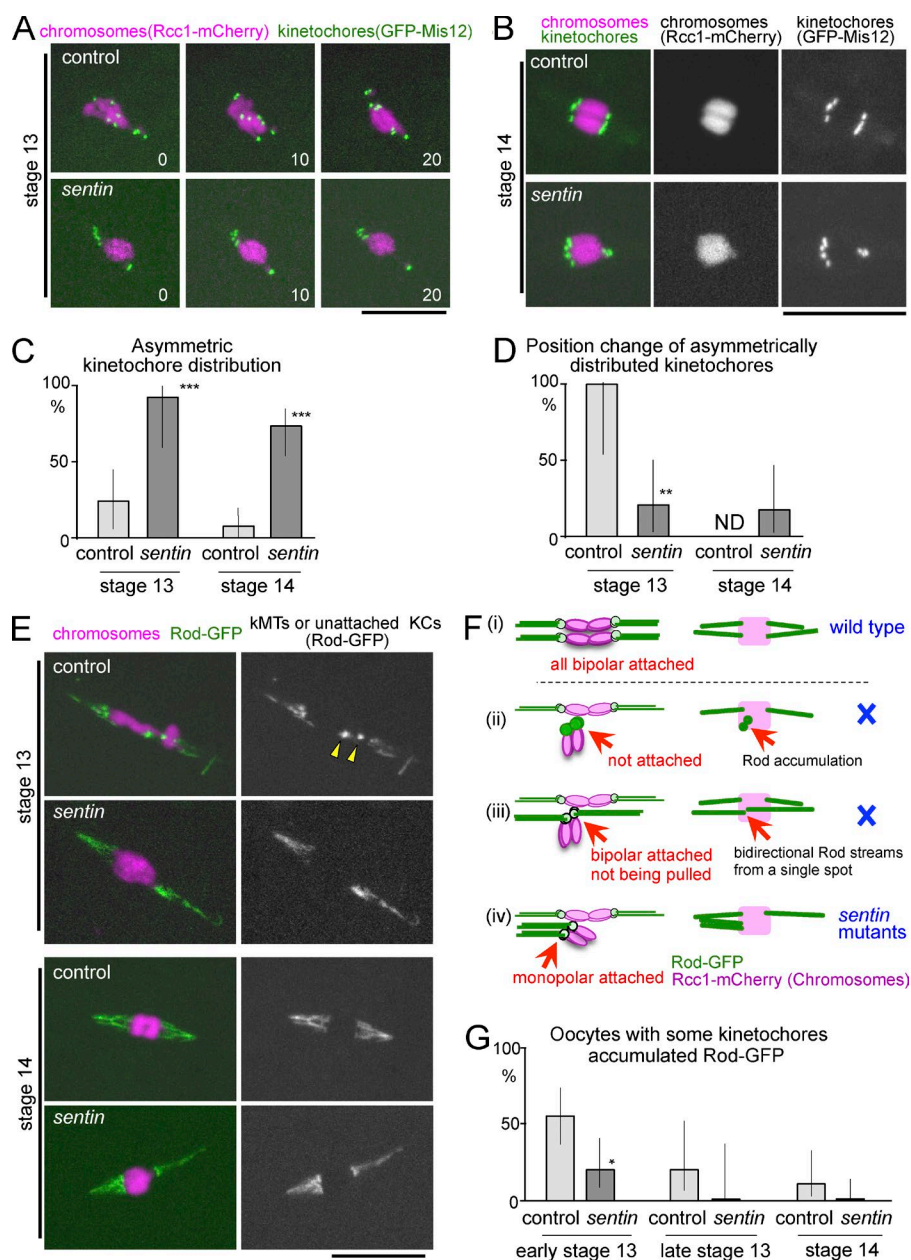 A
chromosomes(Rcc1-mCherry) kinetochores(GFP-Mis12)
stage 13
control
0
10
20
sentin
0
10
20
B
chromosomes
kinetochores
chromosomes
(Rcc1-mCherry)
kinetochores
(GFP-Mis12)
stage 14
control
sentin
C
Asymmetric
kinetochore distribution
100
%
50
0
***
***
control sentin control sentin
stage 13 stage 14
D
Position change of asymmetrically
distributed kinetochores
100
%
50
0
**
ND
control sentin control sentin
stage 13 stage 14
E
chromosomes Rod-GFP
kMTs or unattached KCs
(Rod-GFP)
stage 13
control
sentin
stage 14
control
sentin
F
(i)
all bipolar attached
wild type
(ii)
not attached
Rod accumulation
X
(iii)
bipolar attached
not being pulled
bidirectional Rod streams
from a single spot
X
(iv)
monopolar attached
sentin
mutants
Rod-GFP
Rcc1-mCherry (Chromosomes)
G
Oocytes with some kinetochores
accumulated Rod-GFP
100
%
50
0
*
control sentin control sentin control sentin
early stage 13 late stage 13 stage 14